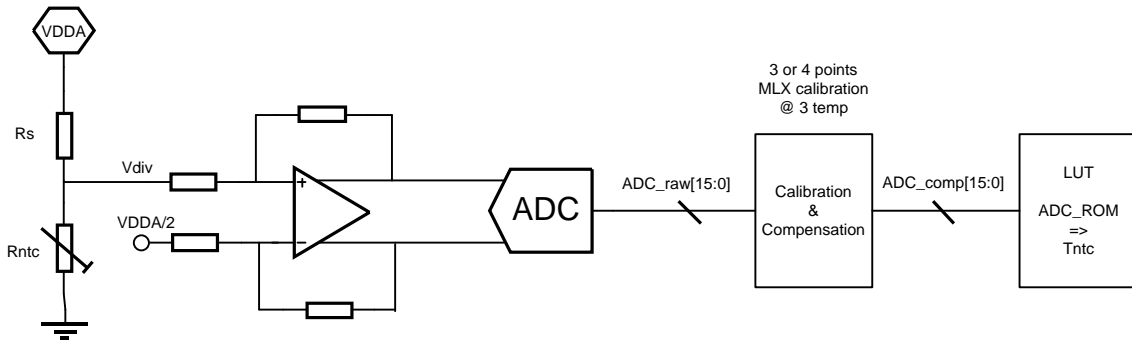 VDDA
3 or 4 points
MLX calibration
@ 3 temp
Rs
Vdiv
+
ADC
ADC_raw[15:0]
Calibration
&
Compensation
ADC_comp[15:0]
LUT
ADC_ROM
=>
Tntc
VDDA/2
−
Rntc